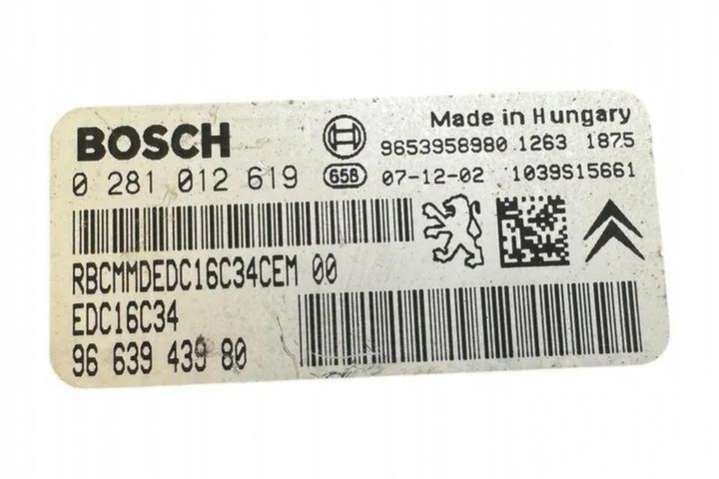 BOSCH
Made in Hungary
9653958980 1263 1875
0 281 012 619
658 07-12-02 1039S15661
RBCMMDEDC16C34CEM 00
EDC16C34
96 639 439 80